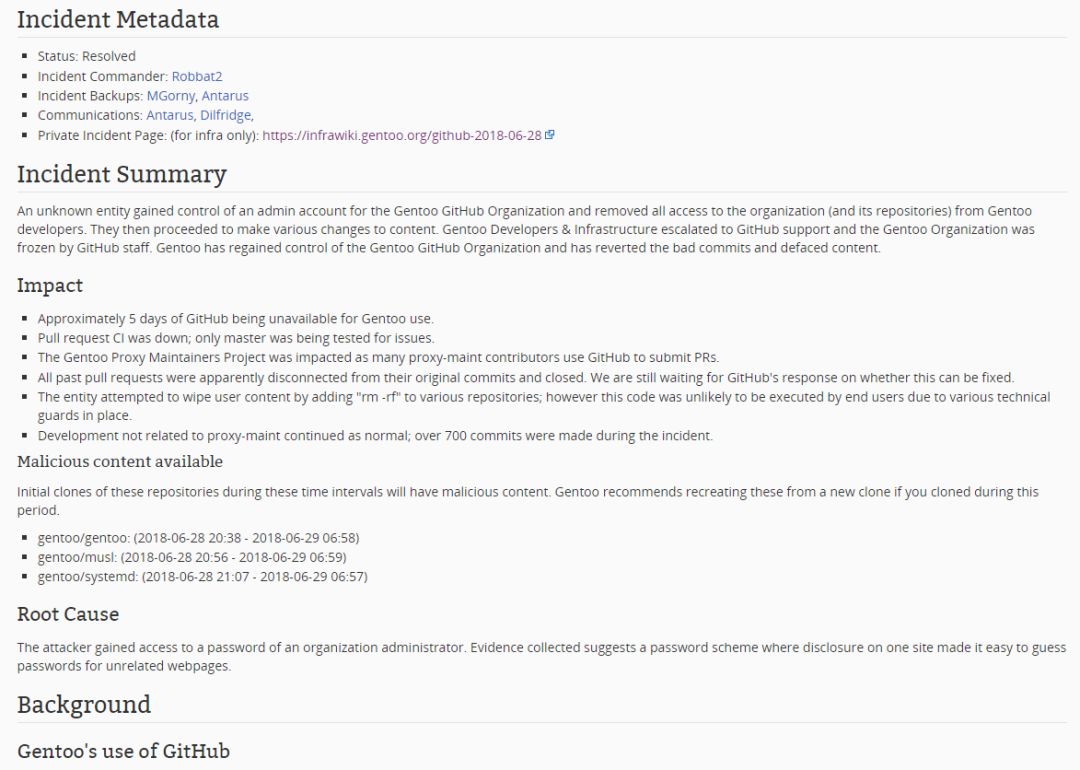 Incident Metadata
Status: Resolved
Incident Commander: Robbat2
Incident Backups: MGorny, Antarus
Communications: Antarus, Dilfridge,
Private Incident Page: (for infra only): https://infrawiki.gentoo.org/github-2018-06-28
Incident Summary
An unknown entity gained control of an admin account for the Gentoo GitHub Organization and removed all access to the organization (and its repositories) from Gentoo
developers. They then proceeded to make various changes to content. Gentoo Developers & Infrastructure escalated to GitHub support and the Gentoo Organization was
frozen by GitHub staff. Gentoo has regained control of the Gentoo GitHub Organization and has reverted the bad commits and defaced content.
Impact
Approximately 5 days of GitHub being unavailable for Gentoo use.
Pull request CI was down; only master was being tested for issues.
The Gentoo Proxy Maintainers Project was impacted as many proxy-maint contributors use GitHub to submit PRs.
All past pull requests were apparently disconnected from their original commits and closed. We are still waiting for GitHub's response on whether this can be fixed.
The entity attempted to wipe user content by adding "rm -rf" to various repositories; however this code was unlikely to be executed by end users due to various technical
guards in place.
Development not related to proxy-maint continued as normal; over 700 commits were made during the incident.
Malicious content available
Initial clones of these repositories during these time intervals will have malicious content. Gentoo recommends recreating these from a new clone if you cloned during this
period.
gentoo/gentoo: (2018-06-28 20:38 - 2018-06-29 06:58)
gentoo/musl: (2018-06-28 20:56 - 2018-06-29 06:59)
gentoo/systemd: (2018-06-28 21:07 - 2018-06-29 06:57)
Root Cause
The attacker gained access to a password of an organization administrator. Evidence collected suggests a password scheme where disclosure on one site made it easy to guess
passwords for unrelated webpages.
Background
Gentoo's use of GitHub